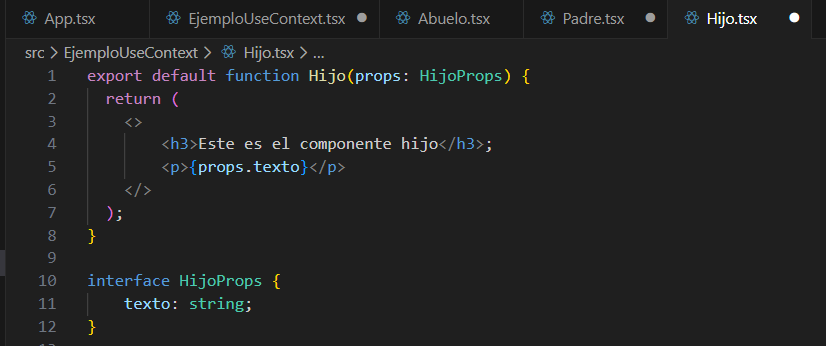 App.tsx EjemploUseContext.tsx Abuelo.tsx Padre.tsx Hijo.tsx
src > EjemploUseContext > Hijo.tsx > ...
1 export default function Hijo(props: HijoProps) {
2   return (
3     <>
4         <h3>Este es el componente hijo</h3>;
5         <p>{props.texto}</p>
6     </>
7   );
8 }
9
10 interface HijoProps {
11     texto: string;
12 }